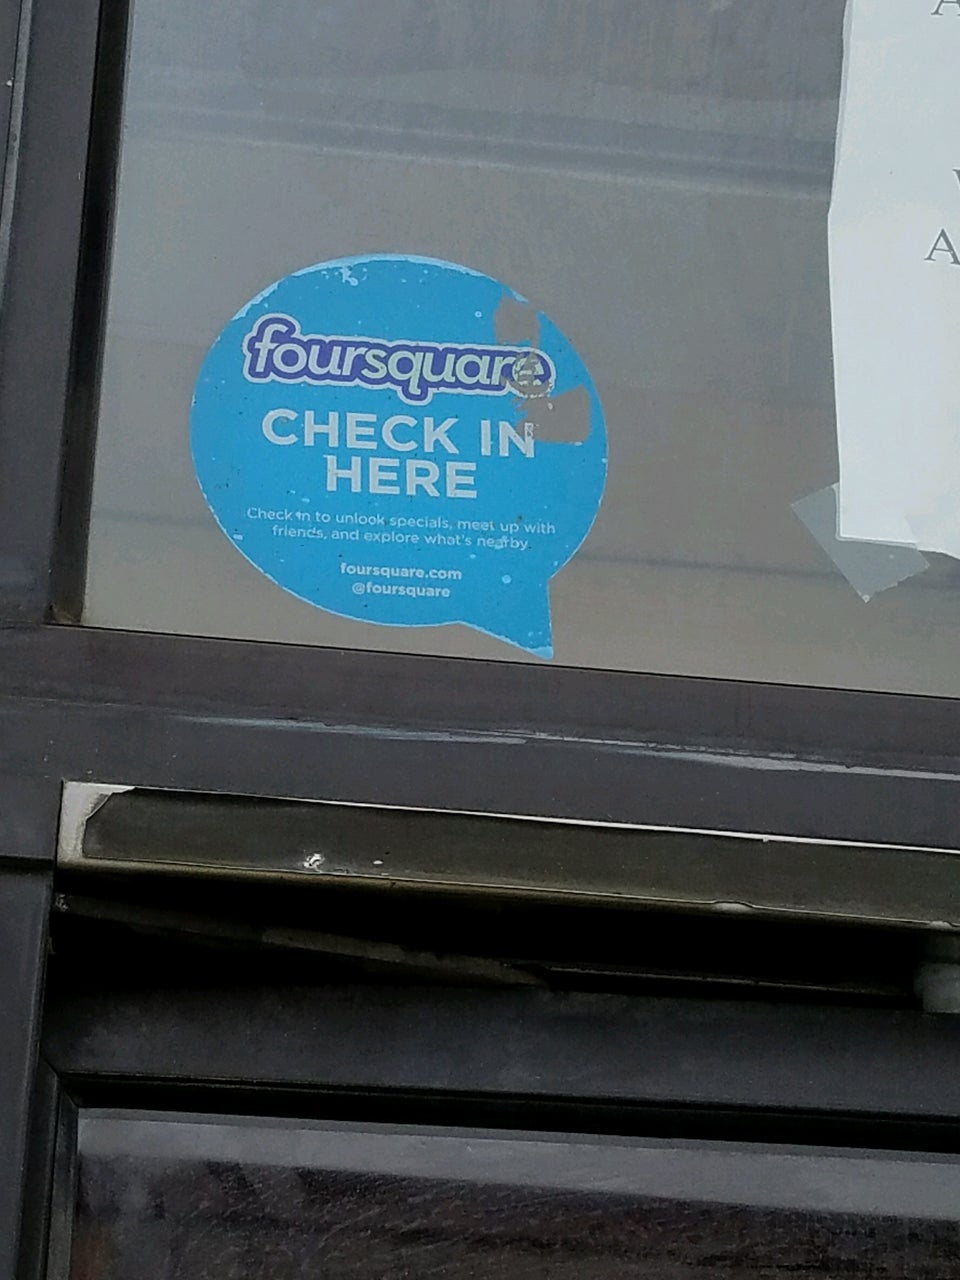 foursquare
CHECK IN
HERE
Check in to unlock specials, meet up with
friends, and explore what's nearby.
foursquare.com
@foursquare
A
A